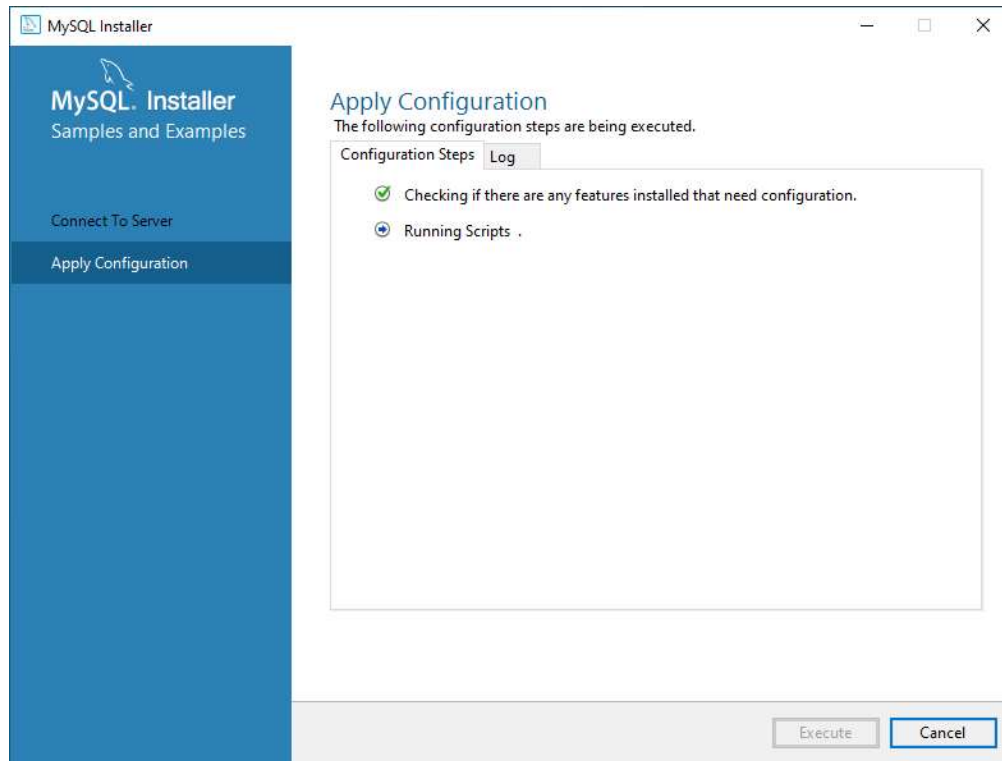 MySQL Installer
MySQL. Installer
Samples and Examples
Connect To Server
Apply Configuration
Apply Configuration
The following configuration steps are being executed.
Configuration Steps Log
Checking if there are any features installed that need configuration.
Running Scripts .
Execute Cancel